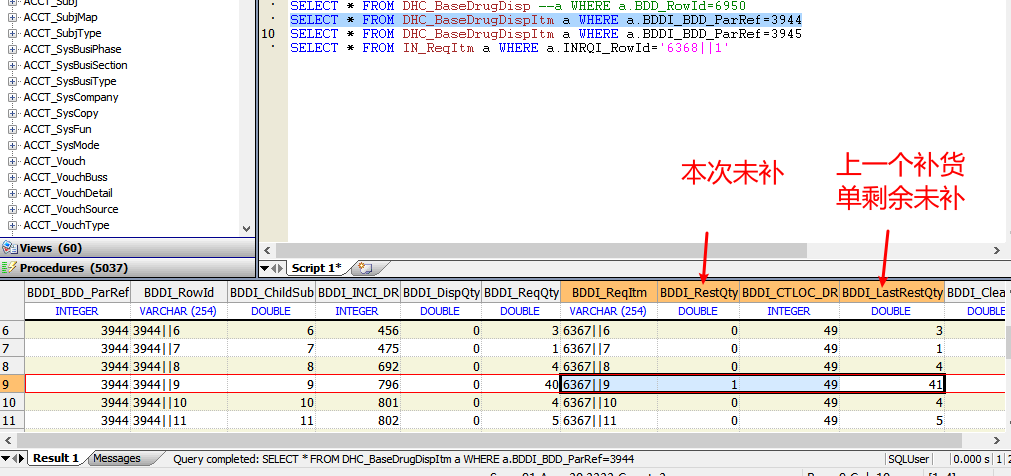 ACCT_Subj
ACCT_SubjMap
ACCT_SubjType
ACCT_SysBusiPhase
ACCT_SysBusiSection
ACCT_SysBusiType
ACCT_SysCompany
ACCT_SysCopy
ACCT_SysFun
ACCT_SysMode
ACCT_Vouch
ACCT_VouchBuss
ACCT_VouchDetail
ACCT_VouchSource
ACCT_VouchType
Views (60)
Procedures (5037)
SELECT * FROM DHC_BaseDrugDisp --a WHERE a.BDD_RowId=6950
SELECT * FROM DHC_BaseDrugDispItm a WHERE a.BDDI_BDD_ParRef=3944
10 SELECT * FROM DHC_BaseDrugDispItm a WHERE a.BDDI_BDD_ParRef=3945
SELECT * FROM IN_ReqItm a WHERE a.INRQI_RowId='6368||1'
本次未补
上一个补货
单剩余未补
Script 1*
BDDI_BDD_ParRef BDDI_RowId BDDI_ChildSub BDDI_INCI_DR BDDI_DispQty BDDI_ReqQty BDDI_ReqItm BDDI_RestQty BDDI_CTLOC_DR BDDI_LastRestQty BDDI_Clea
INTEGER VARCHAR (254) DOUBLE INTEGER DOUBLE DOUBLE VARCHAR (254) DOUBLE INTEGER DOUBLE DOUBL
6 3944 3944||6 6 456 0 3 6367||6 0 49 3
7 3944 3944||7 7 475 0 1 6367||7 0 49 1
8 3944 3944||8 8 692 0 4 6367||8 0 49 4
9 3944 3944||9 9 796 0 40 6367||9 1 49 41
10 3944 3944||10 10 801 0 4 6367||10 0 49 4
11 3944 3944||11 11 802 0 5 6367||11 0 49 5
Result 1 Messages Query completed: SELECT * FROM DHC_BaseDrugDispItm a WHERE a.BDDI_BDD_ParRef=3944 SQLUser 0.000 s 1